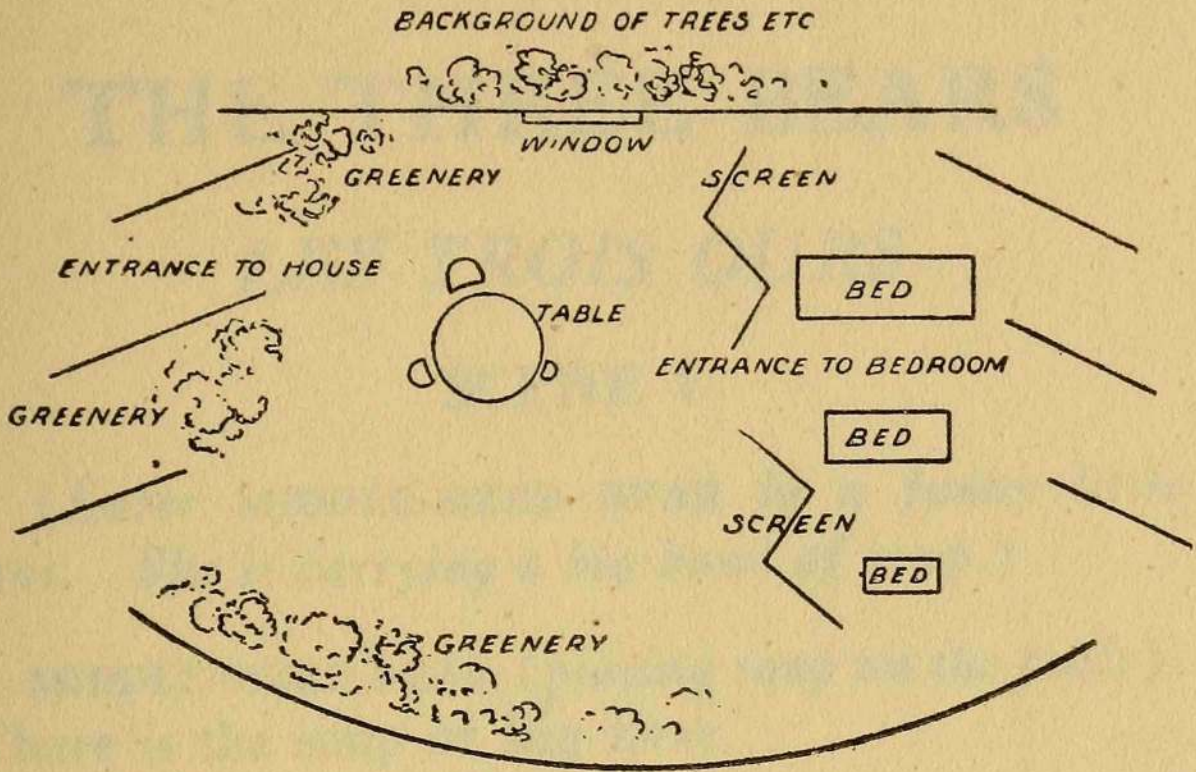 BACKGROUND OF TREES ETC
WINDOW
GREENERY
SCREEN
ENTRANCE TO HOUSE
BED
TABLE
ENTRANCE TO BEDROOM
GREENERY
BED
SCREEN
BED
GREENERY